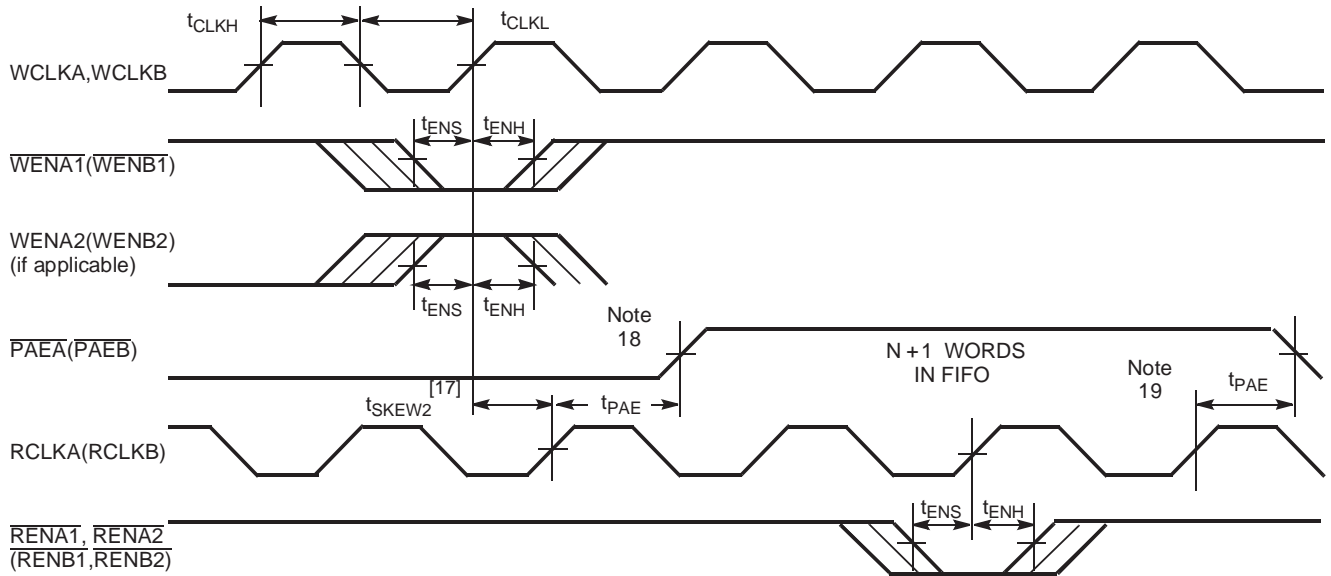 tCLKH
tCLKL
WCLKA,WCLKB
tENS
tENH
WENA1(WENB1)
WENA2(WENB2)
(if applicable)
tENS
tENH
Note
18
PAEA(PAEB)
N +1 WORDS
IN FIFO
Note
19
tPAE
[17]
tSKEW2
tPAE
RCLKA(RCLKB)
tENS
tENH
RENA1, RENA2
(RENB1,RENB2)